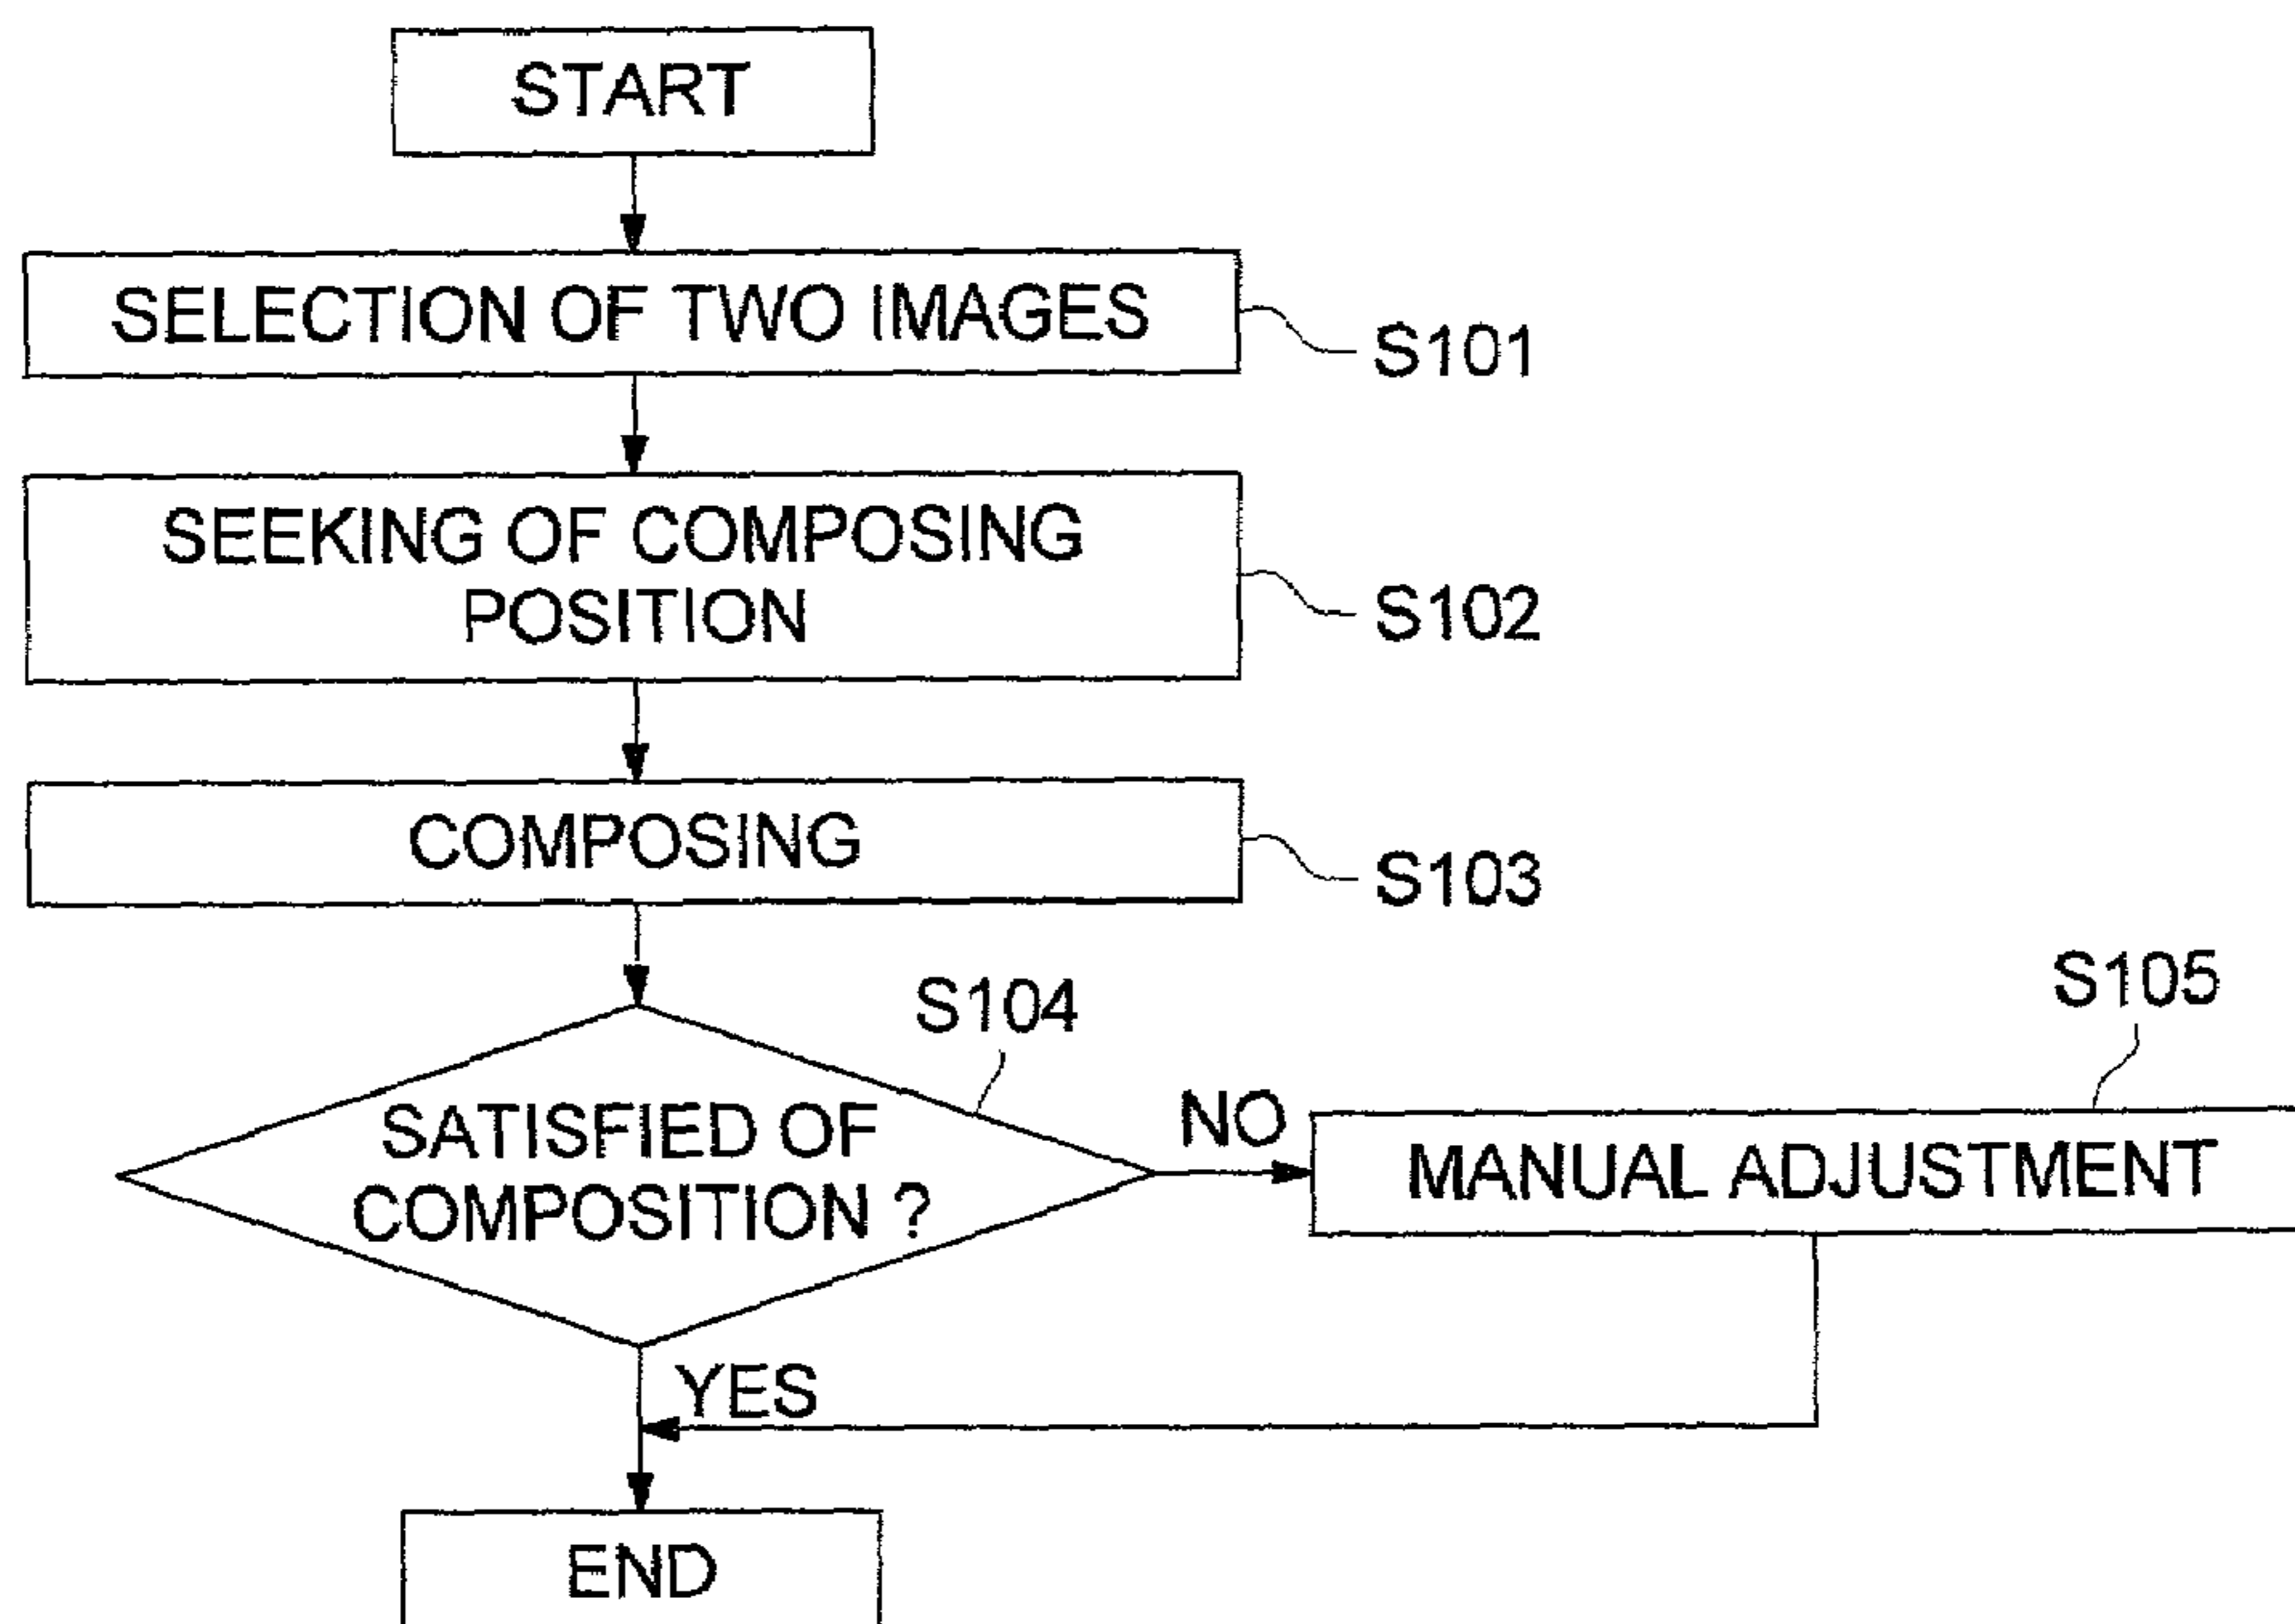 START
SELECTION OF TWO IMAGES
S101
SEEKING OF COMPOSING
POSITION
S102
COMPOSING
S103
S104
SATISFIED OF
COMPOSITION ?
NO
S105
MANUAL ADJUSTMENT
YES
END